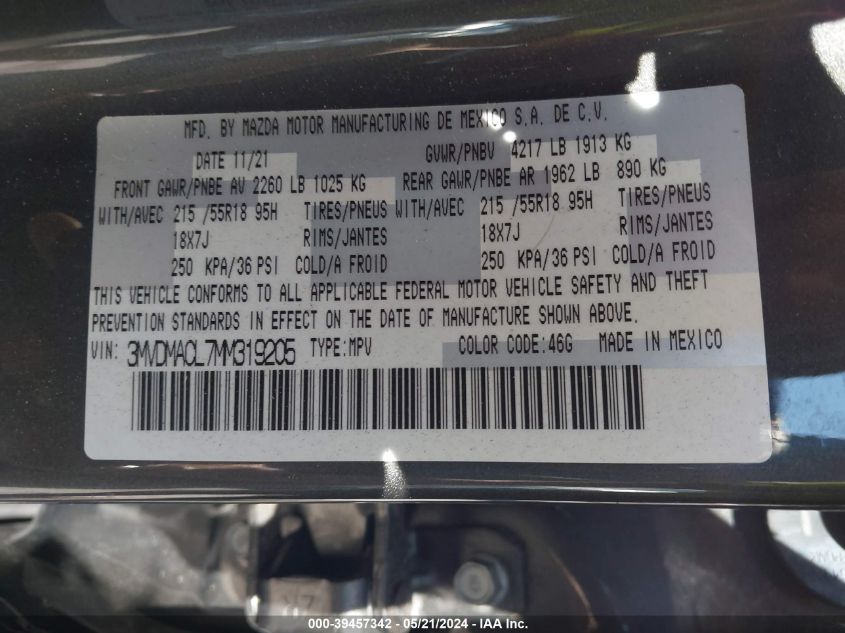 MFD. BY MAZDA MOTOR MANUFACTURING DE MEXICO S.A. DE C.V.
DATE 11/21 GVWR/PNBV 4217 LB 1913 KG
FRONT GAWR/PNBE AV 2260 LB 1025 KG REAR GAWR/PNBE AR 1962 LB 890 KG
WITH/AVEC 215 /55R18 95H TIRES/PNEUS WITH/AVEC 215 /55R18 95H TIRES/PNEUS
18X7J RIMS/JANTES 18X7J RIMS/JANTES
250 KPA/36 PSI COLD/A FROID 250 KPA/36 PSI COLD/A FROID
THIS VEHICLE CONFORMS TO ALL APPLICABLE FEDERAL MOTOR VEHICLE SAFETY AND THEFT
PREVENTION STANDARDS IN EFFECT ON THE DATE OF MANUFACTURE SHOWN ABOVE.
VIN: 3MVDMACL7MM319205 TYPE:MPV COLOR CODE:46G MADE IN MEXICO
000-39457342 - 05/21/2024 - IAA Inc.